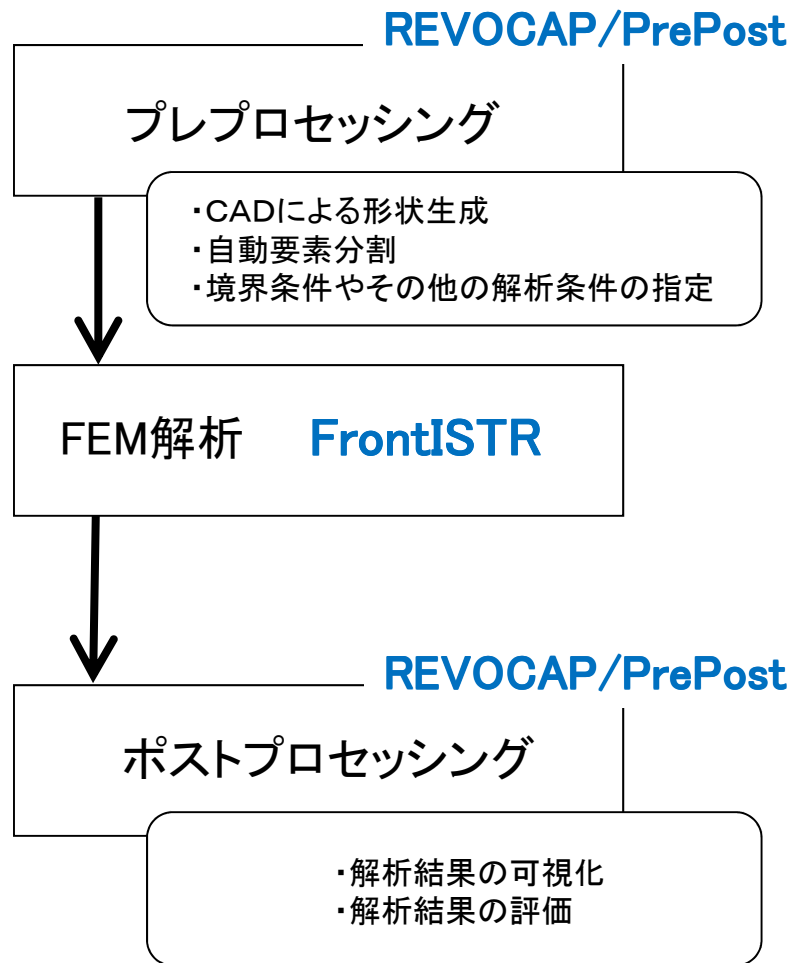 REVOCAP/PrePost
プレプロセッシング
・CADによる形状生成
・自動要素分割
・境界条件やその他の解析条件の指定
FEM解析 FrontISTR
REVOCAP/PrePost
ポストプロセッシング
・解析結果の可視化
・解析結果の評価